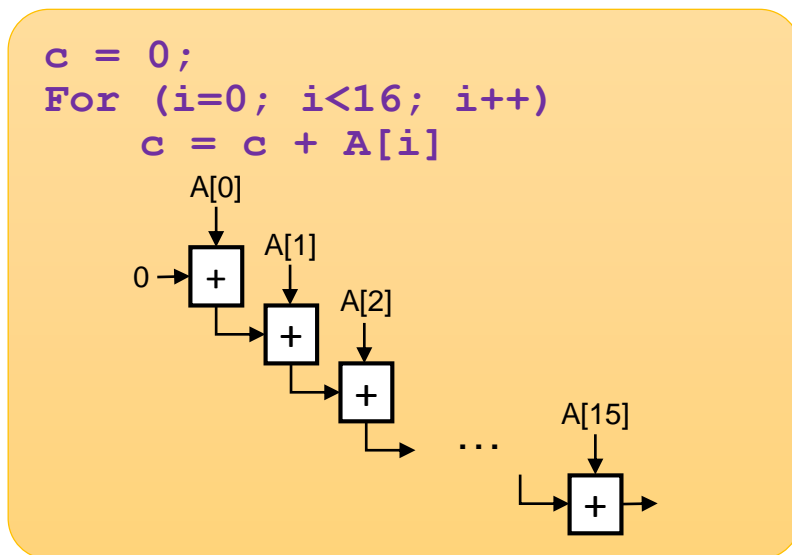 c = 0;
For (i=0; i<16; i++)
c = c + A[i]
A[0]
A[1]
0
+
A[2]
+
+
A[15]
...
+